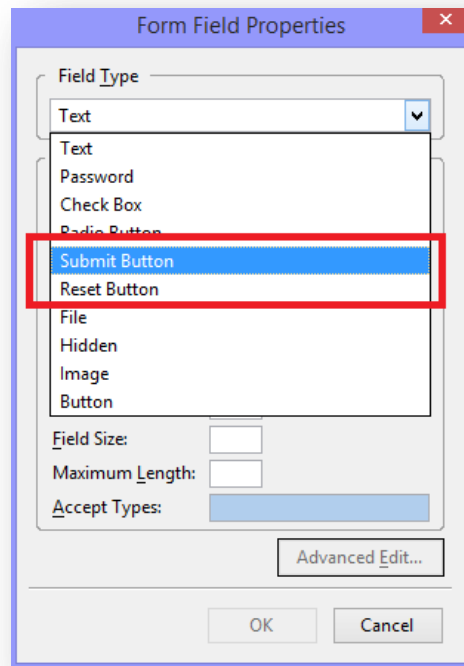 Form Field Properties
Field Type
Text
Text
Password
Check Box
Radio Button
Submit Button
Reset Button
File
Hidden
Image
Button
Field Size:
Maximum Length:
Accept Types:
Advanced Edit...
OK Cancel